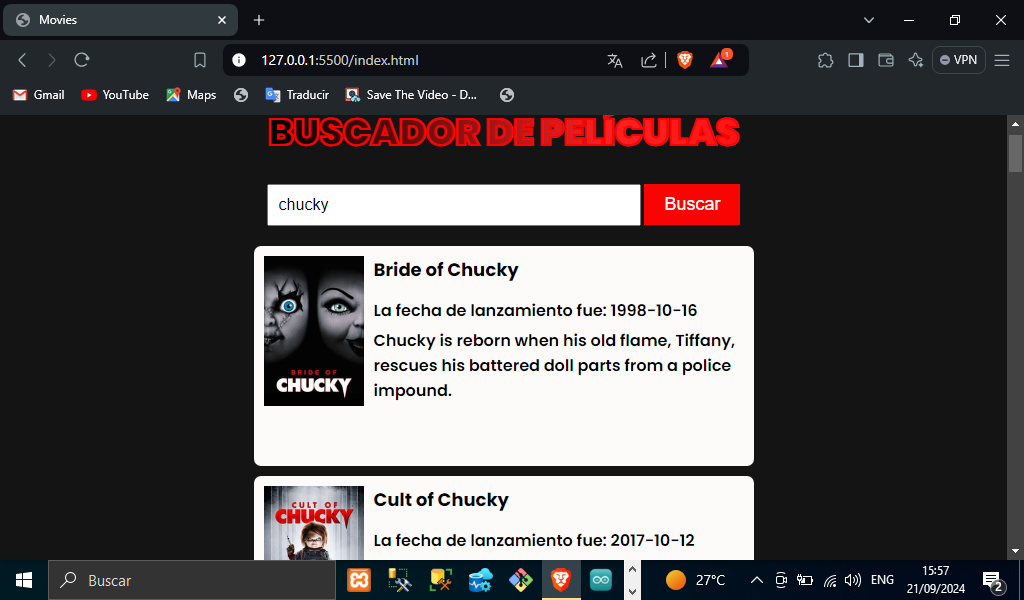 Movies
127.0.0.1:5500/index.html
1
VPN
Gmail
YouTube
Maps
Traducir
Save The Video - D...
BUSCADOR DE PELÍCULAS
chucky
Buscar
BRIDE OF
CHUCKY
Bride of Chucky
La fecha de lanzamiento fue: 1998-10-16
Chucky is reborn when his old flame, Tiffany,
rescues his battered doll parts from a police
impound.
CULT OF
CHUCKY
Cult of Chucky
La fecha de lanzamiento fue: 2017-10-12
Buscar
27°C
ENG
15:57
21/09/2024
2